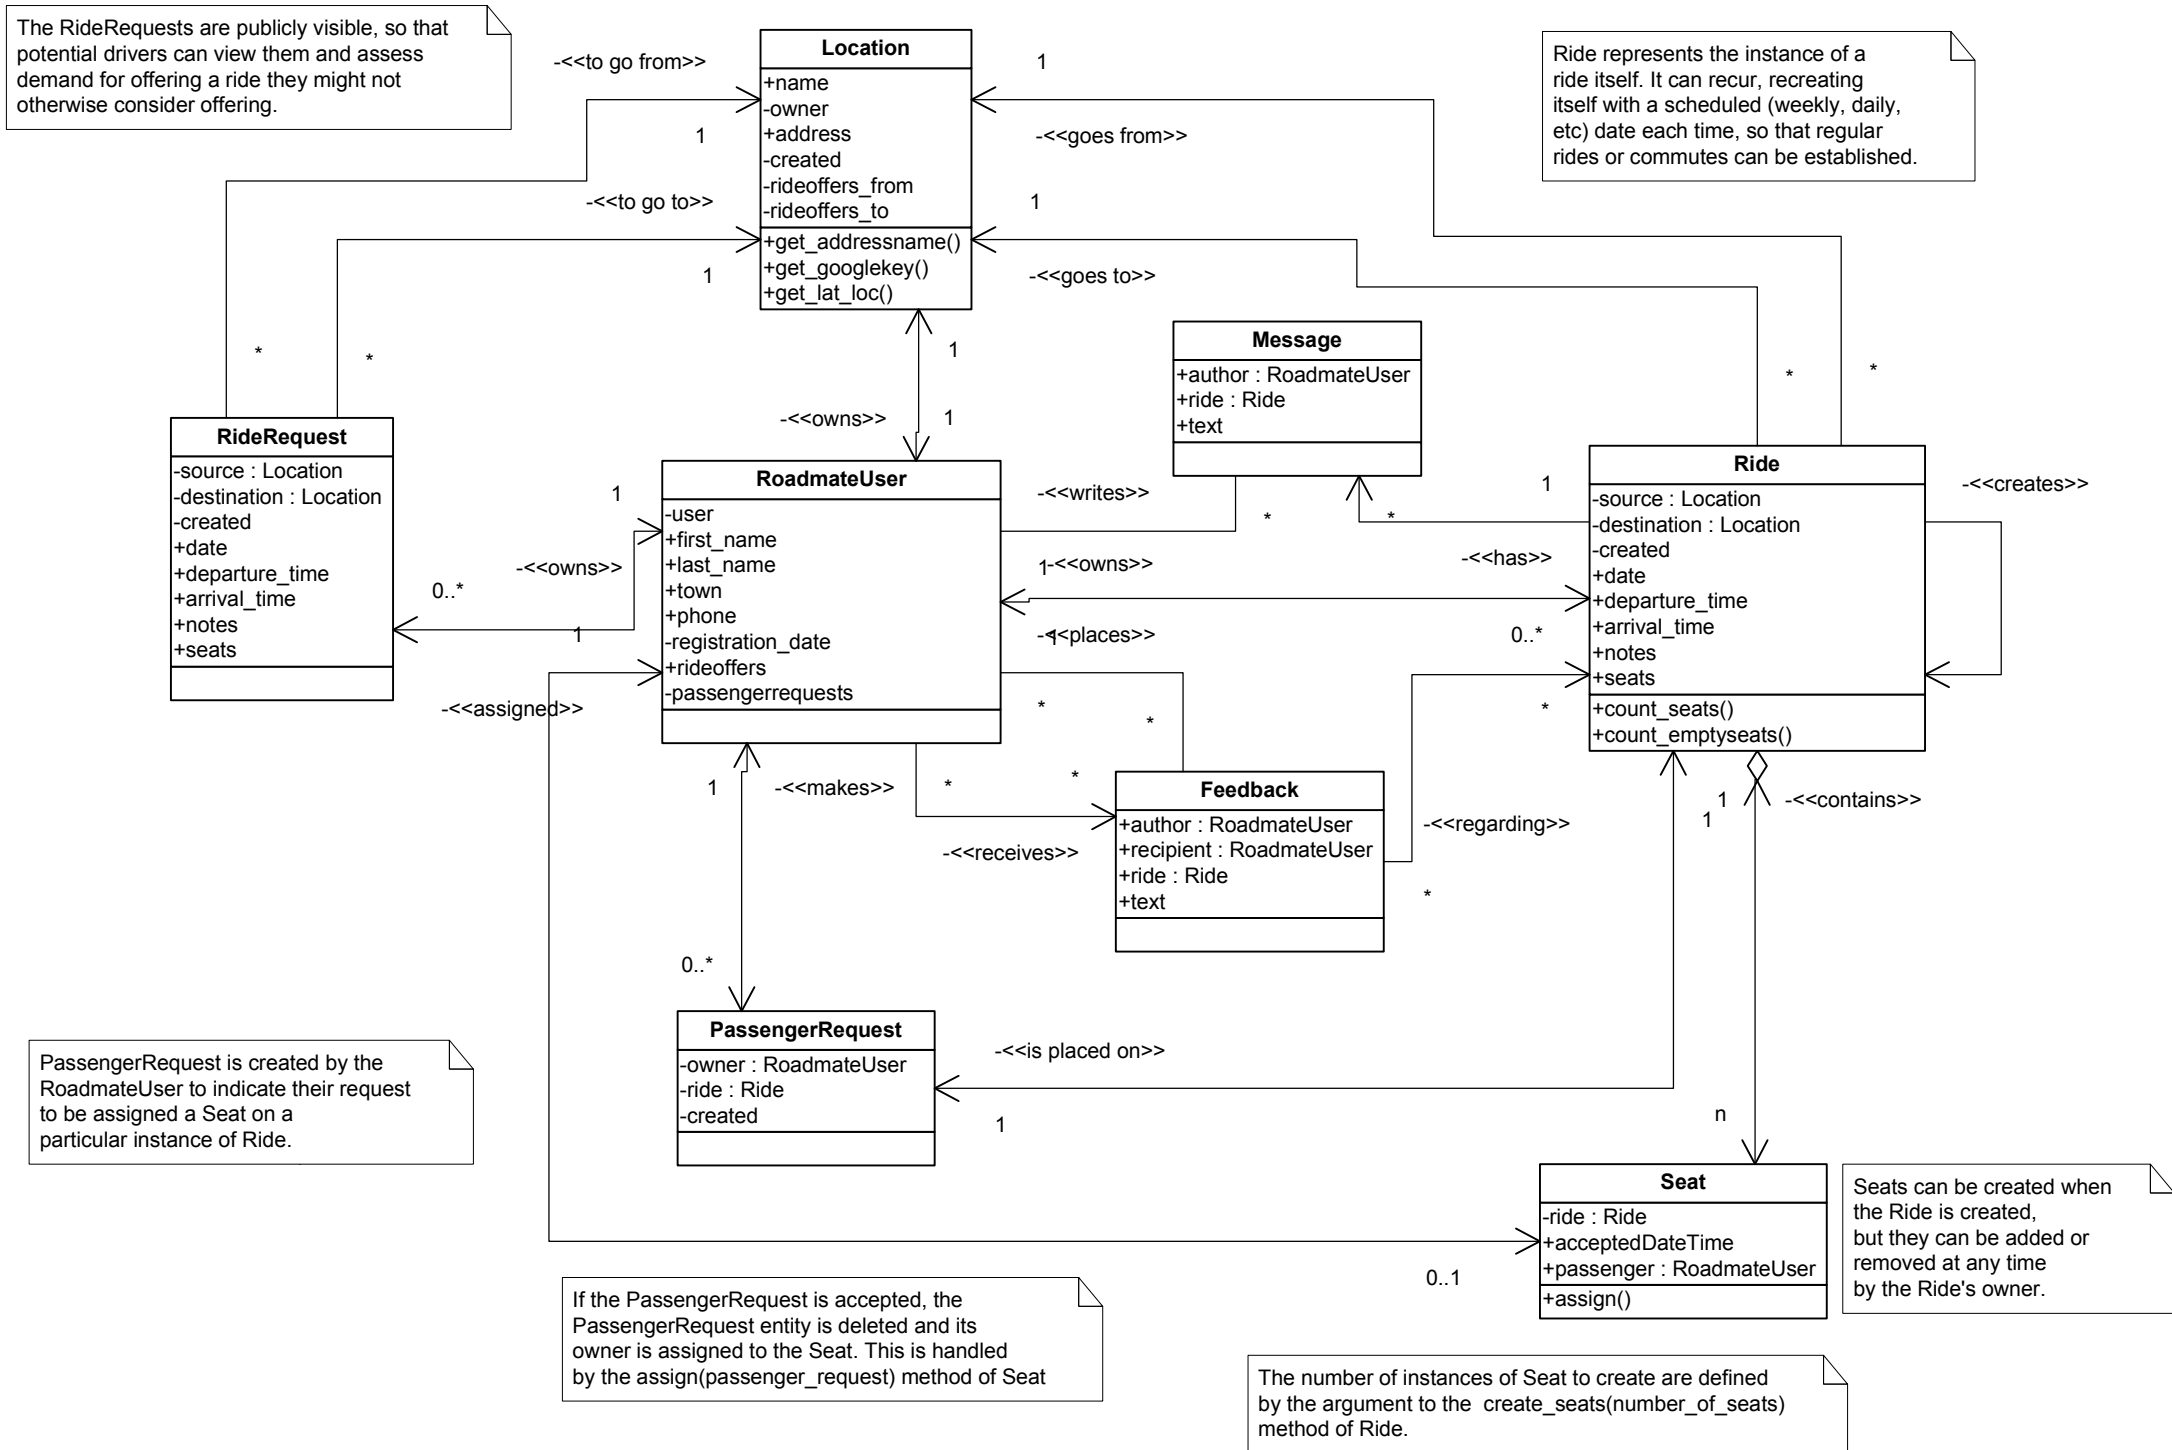 The RideRequests are publicly visible, so that
potential drivers can view them and assess
demand for offering a ride they might not
otherwise consider offering.
-<<to go from>>
1
-<<to go to>>
1
*
*
Location
+name
-owner
+address
-created
-rideoffers_from
-rideoffers_to
+get_addressname()
+get_googlekey()
+get_lat_loc()
1
-<<goes from>>
1
-<<goes to>>
*
*
Ride represents the instance of a
ride itself. It can recur, recreating
itself with a scheduled (weekly, daily,
etc) date each time, so that regular
rides or commutes can be established.
1
-<<owns>>
1
Message
+author : RoadmateUser
+ride : Ride
+text
RideRequest
-source : Location
-destination : Location
-created
+date
+departure_time
+arrival_time
+notes
+seats
1
-<<owns>>
0..*
1
-<<assigned>>
RoadmateUser
-user
+first_name
+last_name
+town
+phone
-registration_date
+rideoffers
-passengerrequests
-<<writes>>
*
*
1
-<<has>>
1
-<<owns>>
0..*
1
-<<places>>
*
*
Ride
-source : Location
-destination : Location
-created
+date
+departure_time
+arrival_time
+notes
+seats
+count_seats()
+count_emptyseats()
-<<creates>>
*
1
-<<makes>>
*
*
-<<receives>>
Feedback
+author : RoadmateUser
+recipient : RoadmateUser
+ride : Ride
+text
-<<regarding>>
*
1
1
-<<contains>>
0..*
PassengerRequest
-owner : RoadmateUser
-ride : Ride
-created
-<<is placed on>>
1
n
PassengerRequest is created by the
RoadmateUser to indicate their request
to be assigned a Seat on a
particular instance of Ride.
0..1
Seat
-ride : Ride
+acceptedDateTime
+passenger : RoadmateUser
+assign()
Seats can be created when
the Ride is created,
but they can be added or
removed at any time
by the Ride's owner.
If the PassengerRequest is accepted, the
PassengerRequest entity is deleted and its
owner is assigned to the Seat. This is handled
by the assign(passenger_request) method of Seat
The number of instances of Seat to create are defined
by the argument to the  create_seats(number_of_seats)
method of Ride.